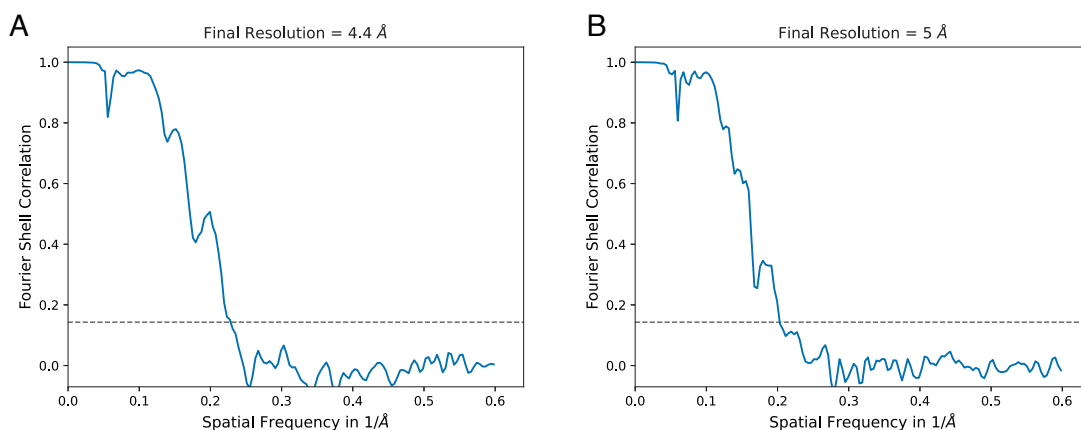 A
Final Resolution = 4.4 Å
1.0
0.8
0.6
0.4
0.2
0.0
Fourier Shell Correlation
0.0 0.1 0.2 0.3 0.4 0.5 0.6
Spatial Frequency in 1/Å
B
Final Resolution = 5 Å
1.0
0.8
0.6
0.4
0.2
0.0
Fourier Shell Correlation
0.0 0.1 0.2 0.3 0.4 0.5 0.6
Spatial Frequency in 1/Å